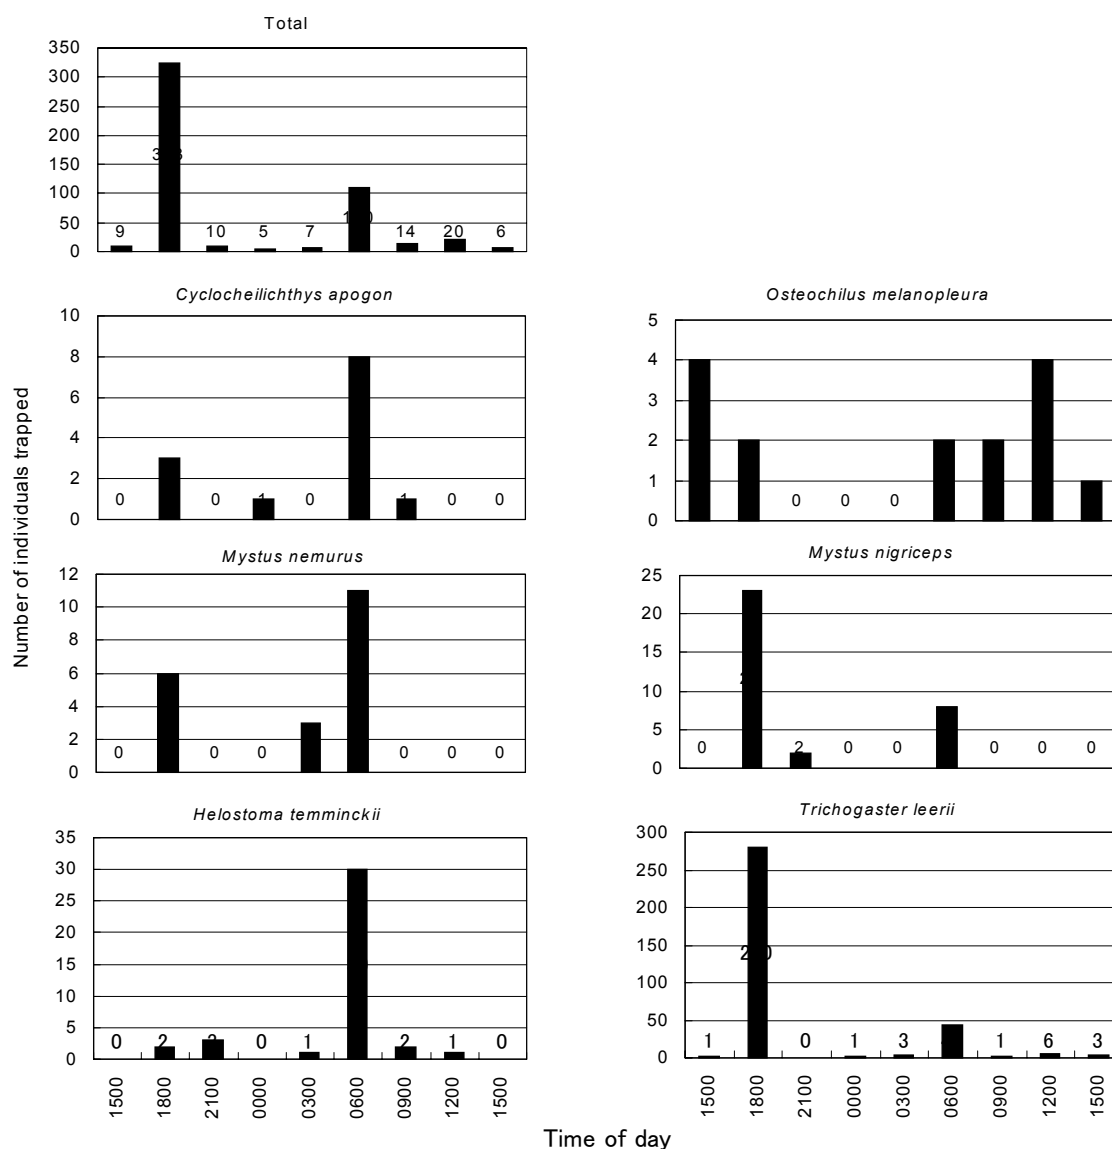 Total
350
300
250
200
150
100
50
0
9 10 5 7 14 20 6
Number of individuals trapped
Cyclocheilichthys apogon
10
8
6
4
2
0
0 0 1 0 1 0 0
Osteochilus melanopleura
5
4
3
2
1
0
0 0 0
Mystus nemurus
12
10
8
6
4
2
0
0 0 0 0 0 0
Mystus nigriceps
25
20
15
10
5
0
0 2 0 0 0 0 0
Helostoma temminckii
35
30
25
20
15
10
5
0
0 2 3 0 1 2 1 0
1500 1800 2100 0000 0300 0600 0900 1200 1500
Trichogaster leerii
300
250
200
150
100
50
0
1 280 0 1 3 1 6 3
1500 1800 2100 0000 0300 0600 0900 1200 1500
Time of day